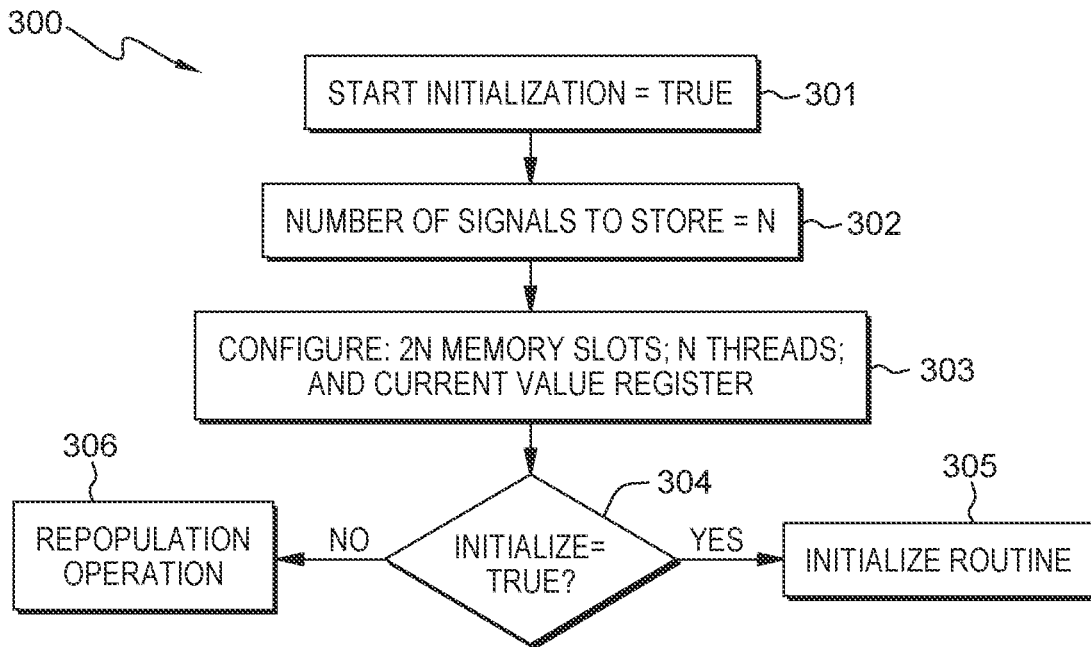 300
START INITIALIZATION = TRUE
301
NUMBER OF SIGNALS TO STORE = N
302
CONFIGURE: 2N MEMORY SLOTS; N THREADS;
AND CURRENT VALUE REGISTER
303
306
304
305
REPOPULATION
OPERATION
NO
INITIALIZE=
TRUE?
YES
INITIALIZE ROUTINE